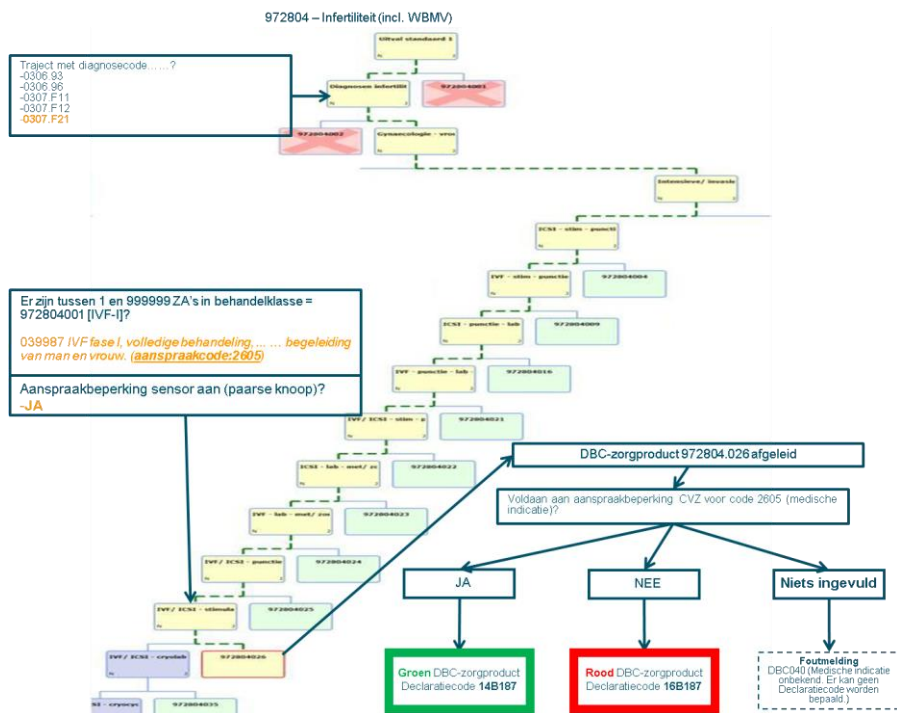 972804 – Infertiliteit (incl. WBMV)
Uitval standaard 1
Traject met diagnosecode……?
-0306.93
-0306.96
-0307.F11
-0307.F12
-0307.F21
Diagnosen infertilit
972804001
972804002
Gynaecologie - vrou
Intensieve/ invasie
ICSI - stim - puncti
IVF - stim - punctie
972804004
Er zijn tussen 1 en 999999 ZA's in behandelklasse =
972804001 [IVF-I]?
039987 IVF fase I, volledige behandeling, … … begeleiding
van man en vrouw. (aanspraakcode:2605)
Aanspraakbeperking sensor aan (paarse knoop)?
-JA
ICSI - punctie - lab
972804009
IVF - punctie - lab -
972804016
IVF/ ICSI - stim - p
972804021
ICSI - lab - met/ zo
972804022
IVF - lab - met/ zon
972804023
IVF/ ICSI - punctie
972804024
IVF/ ICSI - stimula
972804025
IVF/ ICSI - cryolab
972804026
SI - cryocyc
972804035
DBC-zorgproduct 972804.026 afgeleid
Voldaan aan aanspraakbeperking CVZ voor code 2605 (medische
indicatie)?
JA
NEE
Niets ingevuld
Groen DBC-zorgproduct
Declaratiecode 14B187
Rood DBC-zorgproduct
Declaratiecode 16B187
Foutmelding
DBC040 (Medische indicatie
onbekend. Er kan geen
Declaratiecode worden
bepaald.)